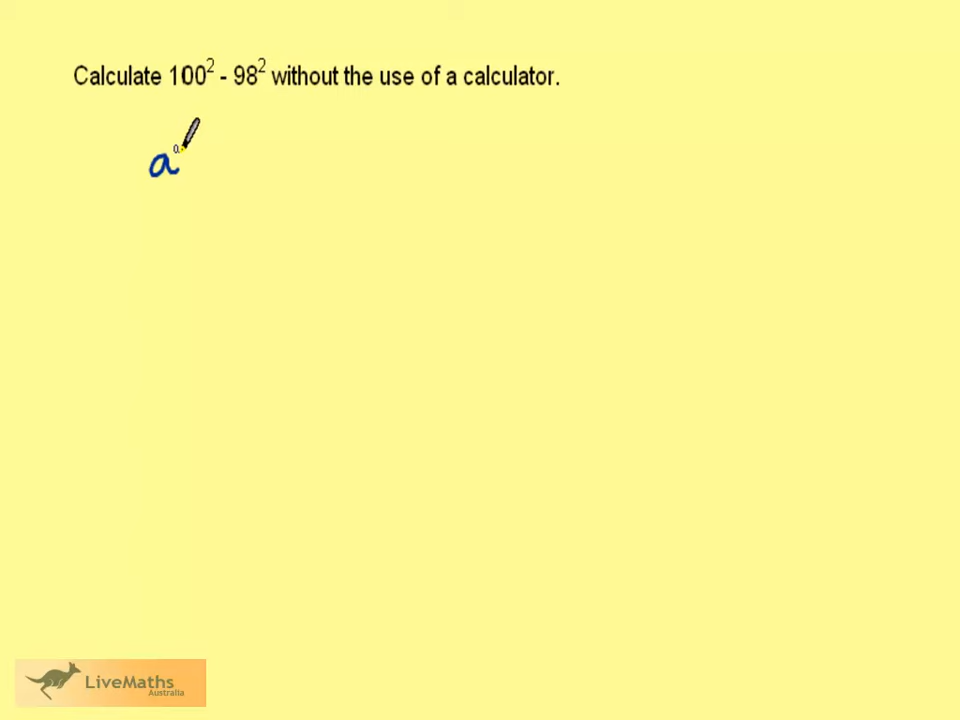 Calculate 100² - 98² without the use of a calculator.
a
LiveMaths
Australia